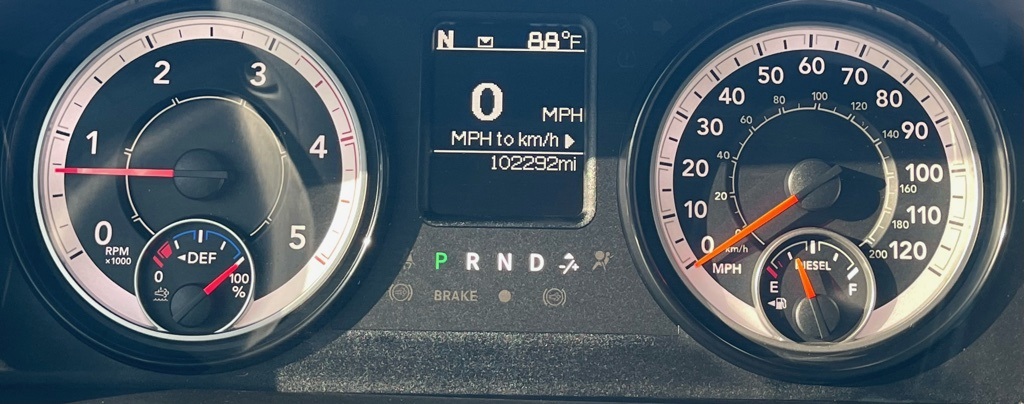 0
1
2
3
4
5
RPM
x1000
◄DEF
0
100
%
N 88°F
0 MPH
MPH to km/h ►
102292mi
P R N D
BRAKE
0
10
20
30
40
50
60
70
80
90
100
110
120
MPH
0
20
40
60
80
100
120
140
160
180
200
km/h
DIESEL
E
F